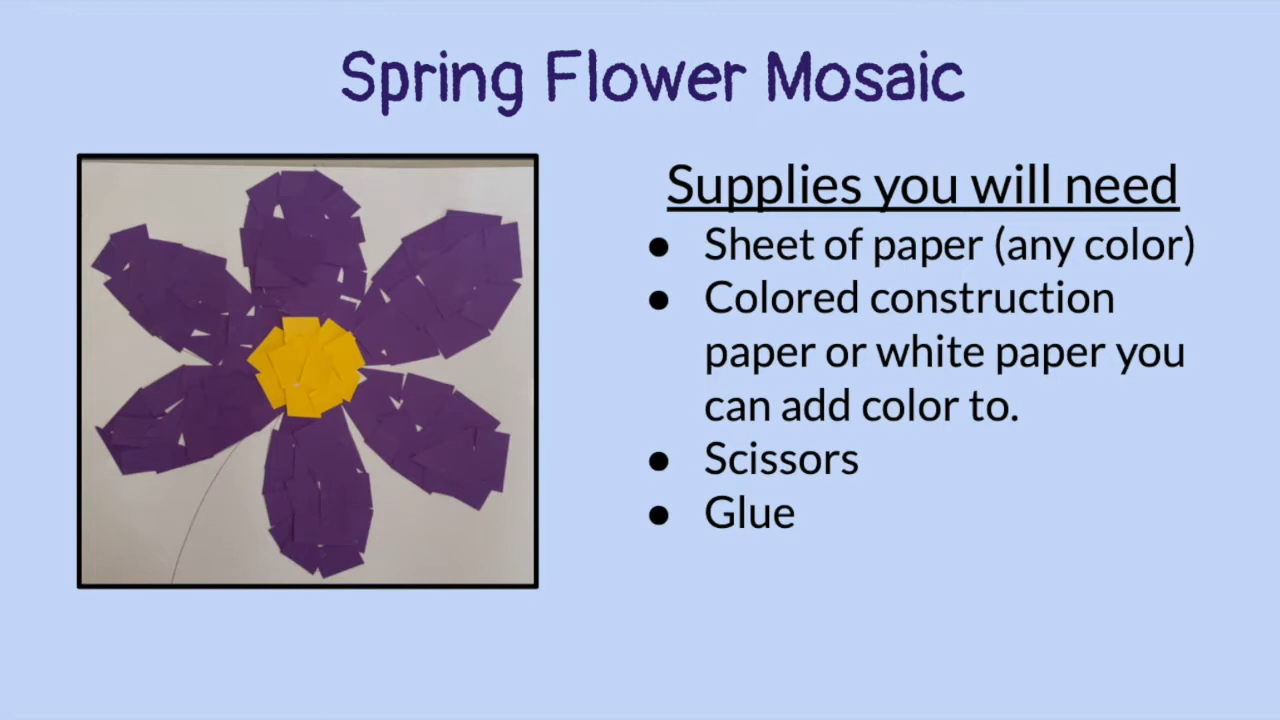 Spring Flower Mosaic
Supplies you will need
● Sheet of paper (any color)
● Colored construction
paper or white paper you
can add color to.
● Scissors
● Glue